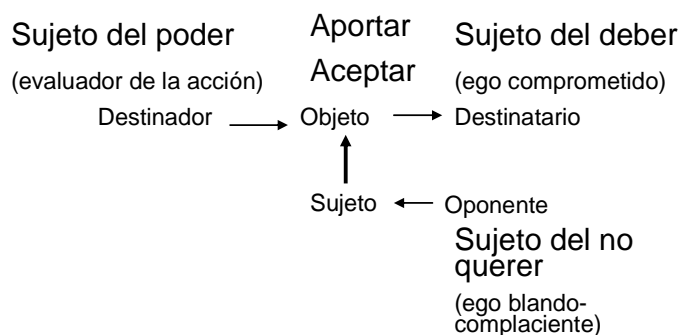 Sujeto del poder
(evaluador de la acción)
Aportar
Aceptar
Sujeto del deber
(ego comprometido)
Destinador
Objeto
Destinatario
Sujeto
Oponente
Sujeto del no
querer
(ego blando-
complaciente)